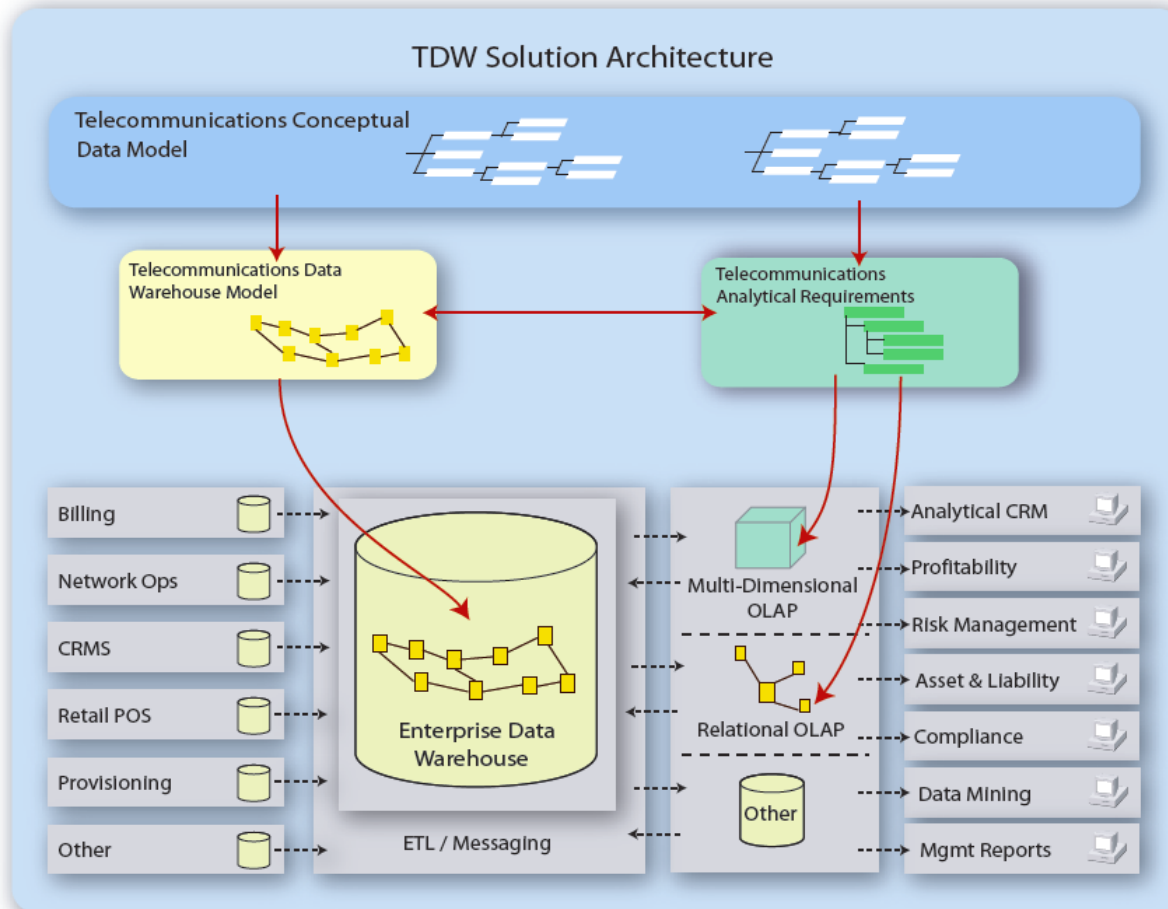 TDW Solution Architecture
Telecommunications Conceptual
Data Model
Telecommunications Data
Warehouse Model
Telecommunications
Analytical Requirements
Billing
Network Ops
CRMS
Retail POS
Provisioning
Other
Enterprise Data
Warehouse
ETL / Messaging
Multi-Dimensional
OLAP
Relational OLAP
Other
Analytical CRM
Profitability
Risk Management
Asset & Liability
Compliance
Data Mining
Mgmt Reports